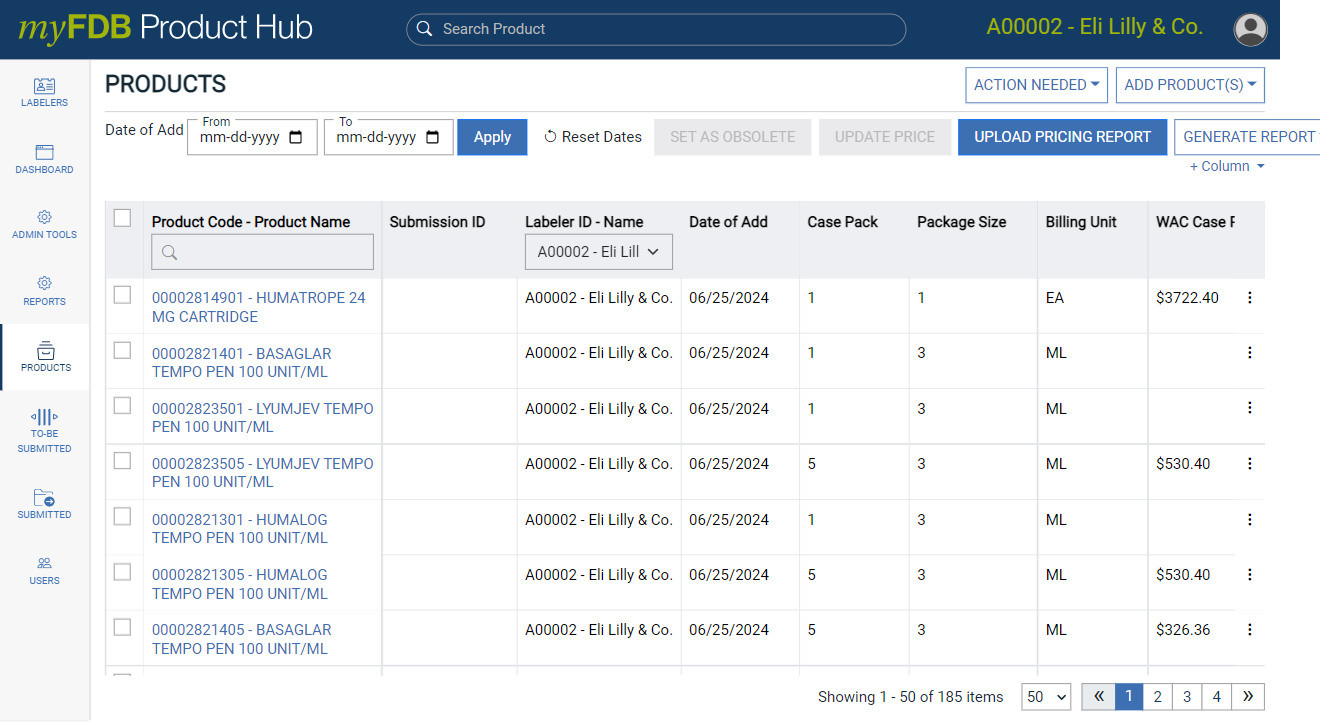 myFDB Product Hub
Search Product
A00002 - Eli Lilly & Co.
LABELERS
DASHBOARD
ADMIN TOOLS
REPORTS
PRODUCTS
TO-BE
SUBMITTED
SUBMITTED
USERS
PRODUCTS
ACTION NEEDED
ADD PRODUCT(S)
Date of Add
From
mm-dd-yyyy
To
mm-dd-yyyy
Apply
Reset Dates
SET AS OBSOLETE
UPDATE PRICE
UPLOAD PRICING REPORT
GENERATE REPORT
+ Column
Product Code - Product Name Submission ID Labeler ID - Name Date of Add Case Pack Package Size Billing Unit WAC Case P
A00002 - Eli Lill
00002814901 - HUMATROPE 24 A00002 - Eli Lilly & Co. 06/25/2024 1 1 EA $3722.40
MG CARTRIDGE
00002821401 - BASAGLAR A00002 - Eli Lilly & Co. 06/25/2024 1 3 ML
TEMPO PEN 100 UNIT/ML
00002823501 - LYUMJEV TEMPO A00002 - Eli Lilly & Co. 06/25/2024 1 3 ML
PEN 100 UNIT/ML
00002823505 - LYUMJEV TEMPO A00002 - Eli Lilly & Co. 06/25/2024 5 3 ML $530.40
PEN 100 UNIT/ML
00002821301 - HUMALOG A00002 - Eli Lilly & Co. 06/25/2024 1 3 ML
TEMPO PEN 100 UNIT/ML
00002821305 - HUMALOG A00002 - Eli Lilly & Co. 06/25/2024 5 3 ML $530.40
TEMPO PEN 100 UNIT/ML
00002821405 - BASAGLAR A00002 - Eli Lilly & Co. 06/25/2024 5 3 ML $326.36
TEMPO PEN 100 UNIT/ML
Showing 1 - 50 of 185 items 50 « 1 2 3 4 »